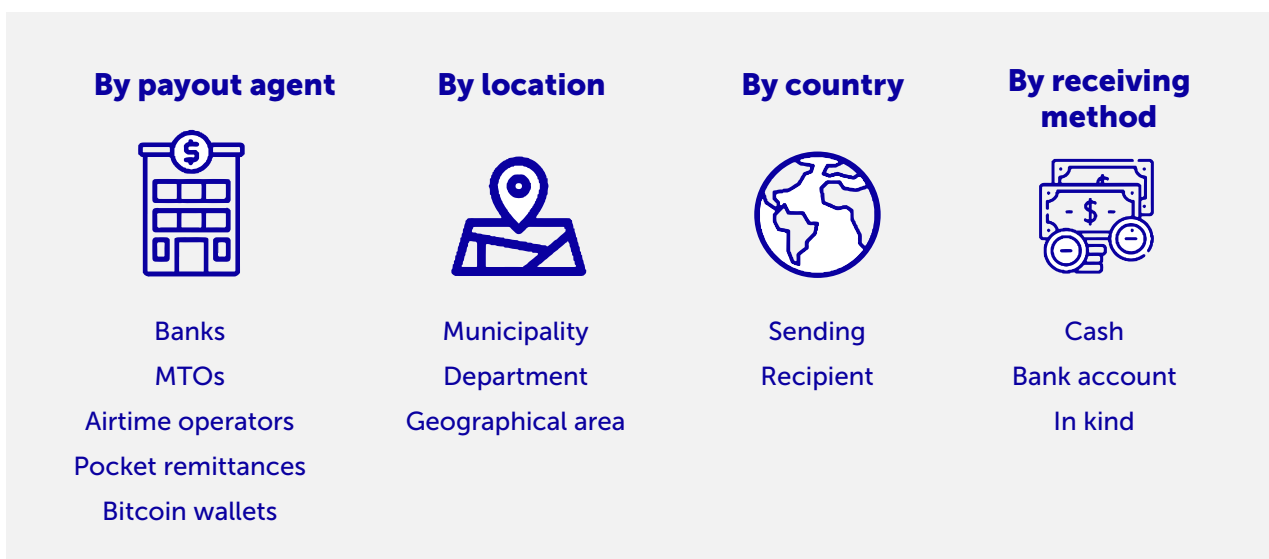 By payout agent
Banks
MTOs
Airtime operators
Pocket remittances
Bitcoin wallets
By location
Municipality
Department
Geographical area
By country
Sending
Recipient
By receiving
method
Cash
Bank account
In kind